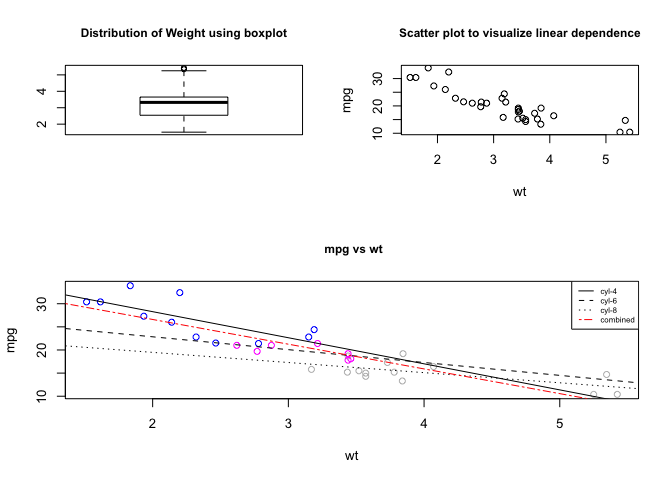 Distribution of Weight using boxplot
4
2
Scatter plot to visualize linear dependence
mpg
30
10
2 3 4 5
wt
mpg vs wt
mpg
30
20
10
cyl-4
cyl-6
cyl-8
combined
2 3 4 5
wt